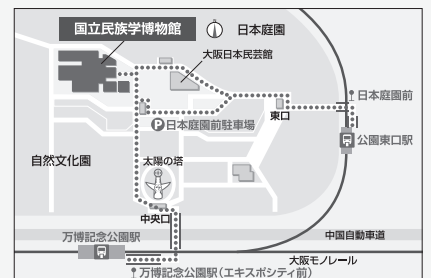 国立民族学博物館
日本庭園
大阪日本民芸館
日本庭園前
東口
P日本庭園前駐車場
公園東口駅
自然文化園
太陽の塔
中央口
万博記念公園駅
中国自動車道
大阪モノレール
万博記念公園駅(エキスポシティ前)